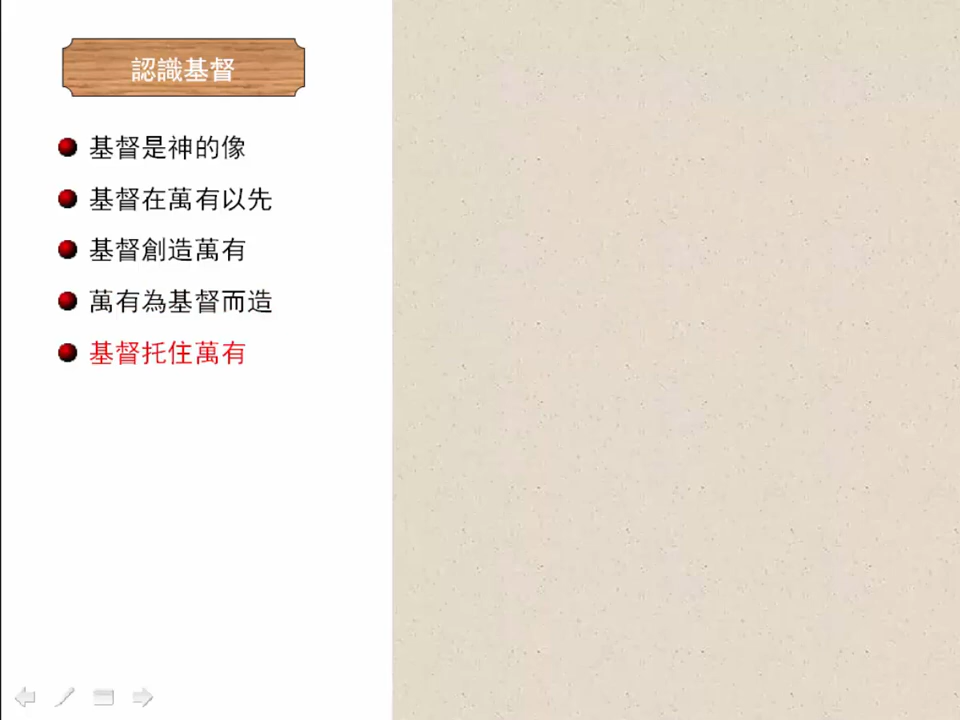 認識基督
基督是神的像
基督在萬有以先
基督創造萬有
萬有為基督而造
基督托住萬有